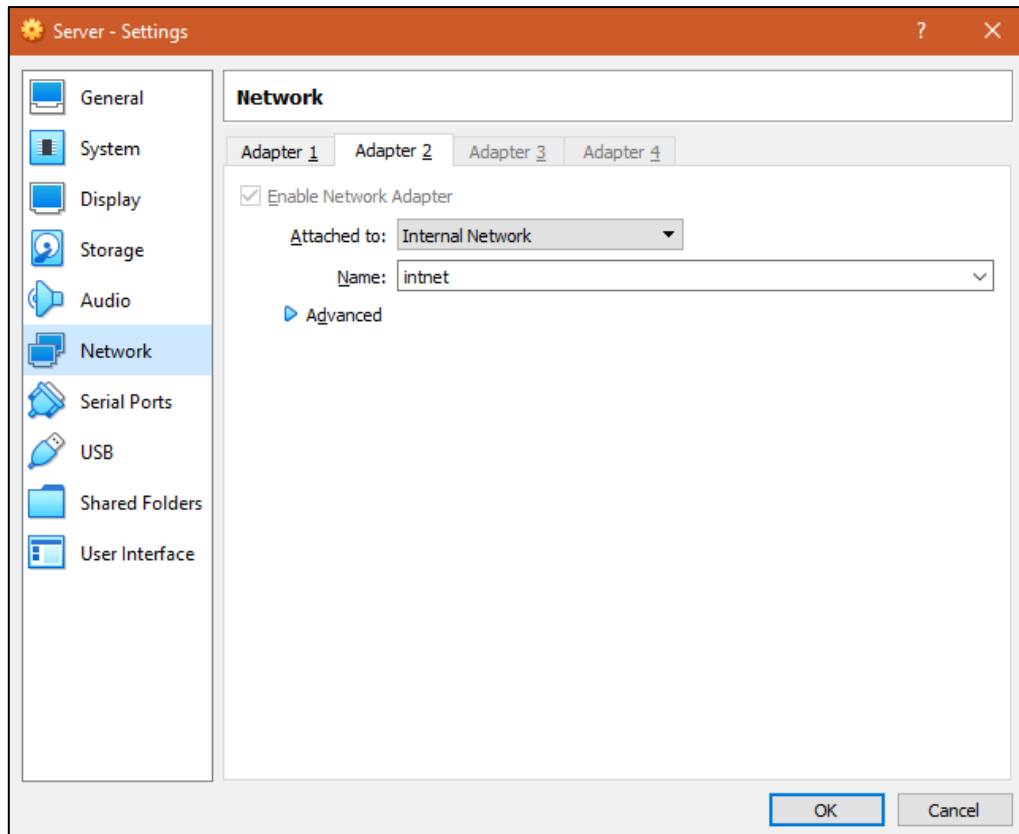 Server - Settings ? ×
General
System
Display
Storage
Audio
Network
Serial Ports
USB
Shared Folders
User Interface
Network
Adapter 1 Adapter 2 Adapter 3 Adapter 4
Enable Network Adapter
Attached to: Internal Network
Name: intnet
Advanced
OK Cancel